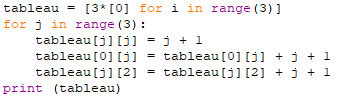 tableau = [3*[0] for i in range(3)]
for j in range(3):
    tableau[j][j] = j + 1
    tableau[0][j] = tableau[0][j] + j + 1
    tableau[j][2] = tableau[j][2] + j + 1
print (tableau)